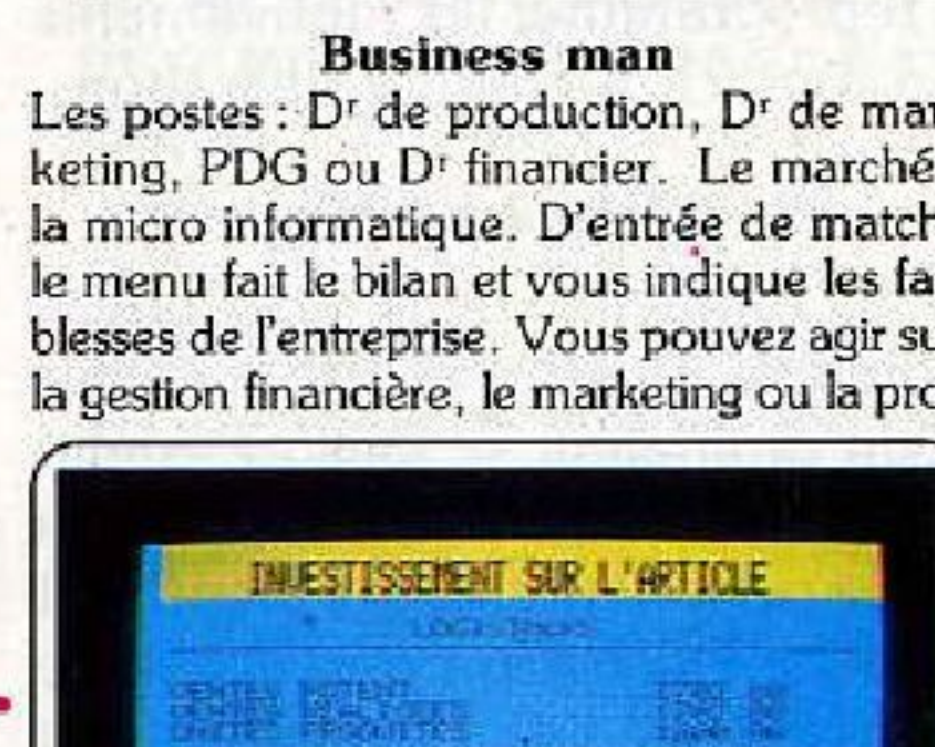 Business man
Les postes : Dʳ de production, Dʳ de mar
keting, PDG ou Dʳ financier. Le marché
la micro informatique. D'entrée de match
le menu fait le bilan et vous indique les fa
blesses de l'entreprise. Vous pouvez agir su
la gestion financière, le marketing ou la pro
INVESTISSEMENT SUR L'ARTICLE